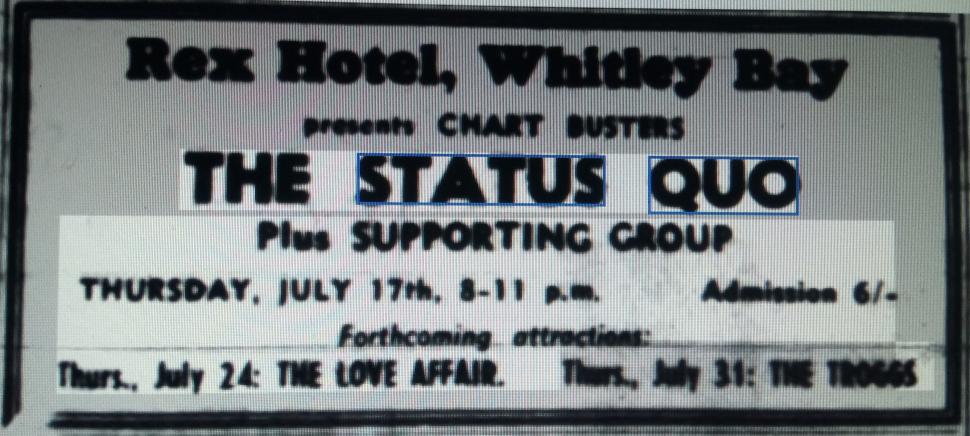 Rex Hotel, Whitley Bay
presents CHART BUSTERS
THE STATUS QUO
Plus SUPPORTING GROUP
THURSDAY, JULY 17th, 8-11 p.m. Admission 6/-
Forthcoming attractions:
Thurs., July 24: THE LOVE AFFAIR. Thurs., July 31: THE TROGGS